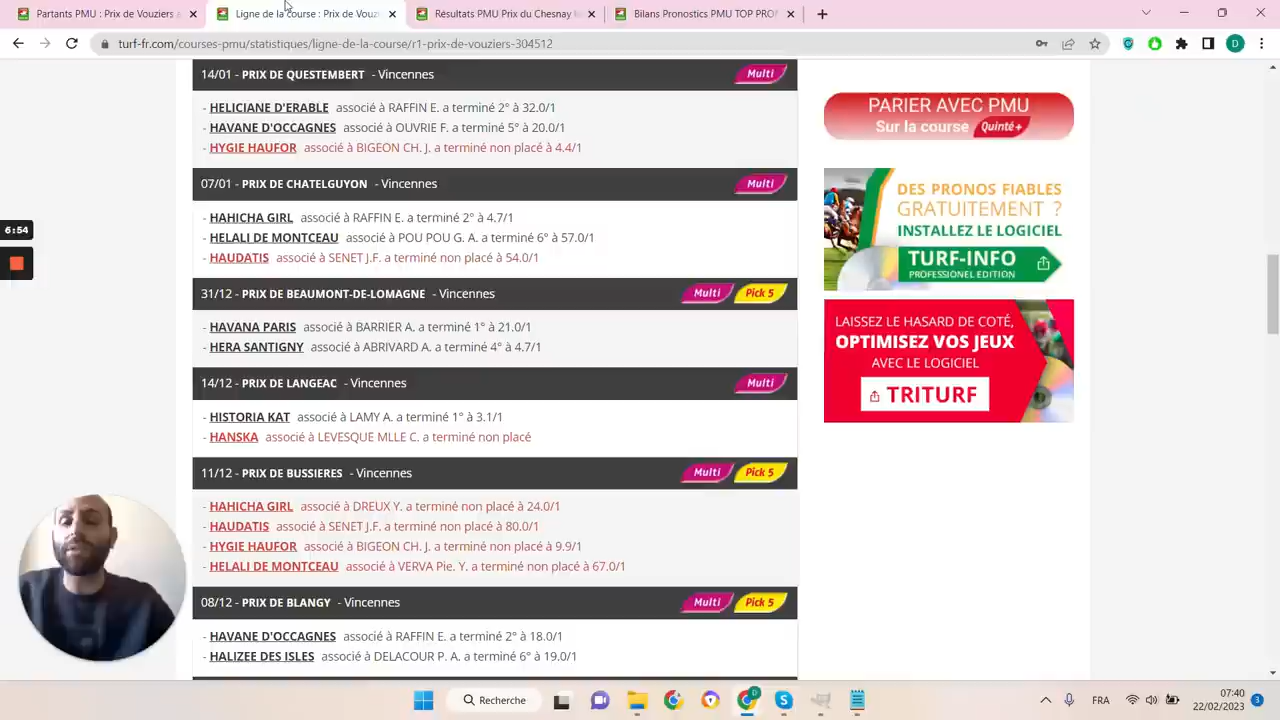 Partants PMU : Prix de Vouziers
Ligne de la course : Prix de Vouz
Résultats PMU Prix du Chesnay
Bilans Pronostics PMU TOP PRO
turf-fr.com/courses-pmu/statistiques/ligne-de-la-course/r1-prix-de-vouziers-304512
D
14/01 - PRIX DE QUESTEMBERT - Vincennes
Multi
- HELICIANE D'ERABLE associé à RAFFIN E. a terminé 2° à 32.0/1
- HAVANE D'OCCAGNES associé à OUVRIE F. a terminé 5° à 20.0/1
- HYGIE HAUFOR associé à BIGEON CH. J. a terminé non placé à 4.4/1
07/01 - PRIX DE CHATELGUYON - Vincennes
Multi
- HAHICHA GIRL associé à RAFFIN E. a terminé 2° à 4.7/1
- HELALI DE MONTCEAU associé à POU POU G. A. a terminé 6° à 57.0/1
- HAUDATIS associé à SENET J.F. a terminé non placé à 54.0/1
31/12 - PRIX DE BEAUMONT-DE-LOMAGNE - Vincennes
Multi Pick 5
- HAVANA PARIS associé à BARRIER A. a terminé 1° à 21.0/1
- HERA SANTIGNY associé à ABRIVARD A. a terminé 4° à 4.7/1
14/12 - PRIX DE LANGEAC - Vincennes
Multi
- HISTORIA KAT associé à LAMY A. a terminé 1° à 3.1/1
- HANSKA associé à LEVESQUE MLLE C. a terminé non placé
11/12 - PRIX DE BUSSIERES - Vincennes
Multi Pick 5
- HAHICHA GIRL associé à DREUX Y. a terminé non placé à 24.0/1
- HAUDATIS associé à SENET J.F. a terminé non placé à 80.0/1
- HYGIE HAUFOR associé à BIGEON CH. J. a terminé non placé à 9.9/1
- HELALI DE MONTCEAU associé à VERVA Pie. Y. a terminé non placé à 67.0/1
08/12 - PRIX DE BLANGY - Vincennes
Multi Pick 5
- HAVANE D'OCCAGNES associé à RAFFIN E. a terminé 2° à 18.0/1
- HALIZEE DES ISLES associé à DELACOUR P. A. a terminé 6° à 19.0/1
PARIER AVEC PMU
Sur la course Quinté+
DES PRONOS FIABLES
GRATUITEMENT ?
INSTALLEZ LE LOGICIEL
TURF-INFO
PROFESSIONEL EDITION
LAISSEZ LE HASARD DE COTÉ,
OPTIMISEZ VOS JEUX
AVEC LE LOGICIEL
TRITURF
6:54
Recherche
D
FRA
07:40
22/02/2023
3